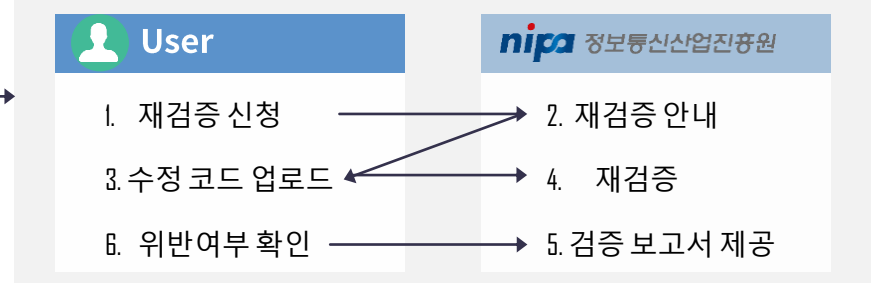 User
nipa 정보통신산업진흥원
1. 재검증 신청
2. 재검증 안내
3. 수정 코드 업로드
4. 재검증
6. 위반여부 확인
5. 검증 보고서 제공